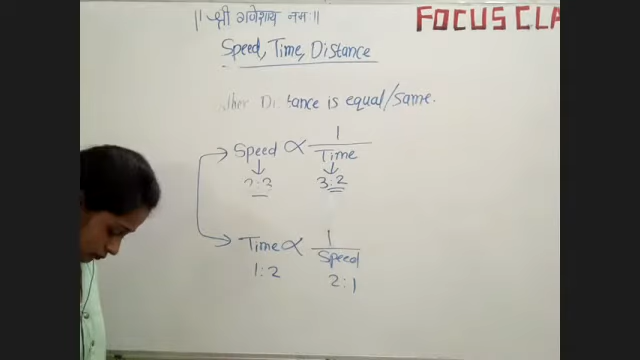 ॥ श्री गणेशाय नमः॥
FOCUS CLA
Speed, Time, Distance
Distance is equal/same.
Speed ∝ 1/Time
2:3 3:2
Time ∝ 1/Speed
1:2 2:1